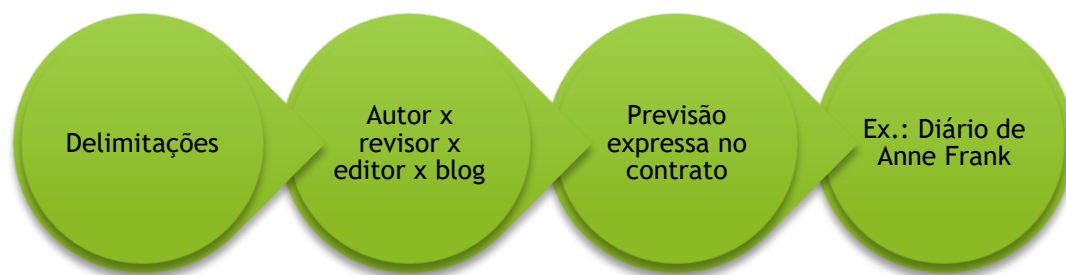 Delimitações
Autor x
revisor x
editor x blog
Previsão
expressa no
contrato
Ex.: Diário de
Anne Frank